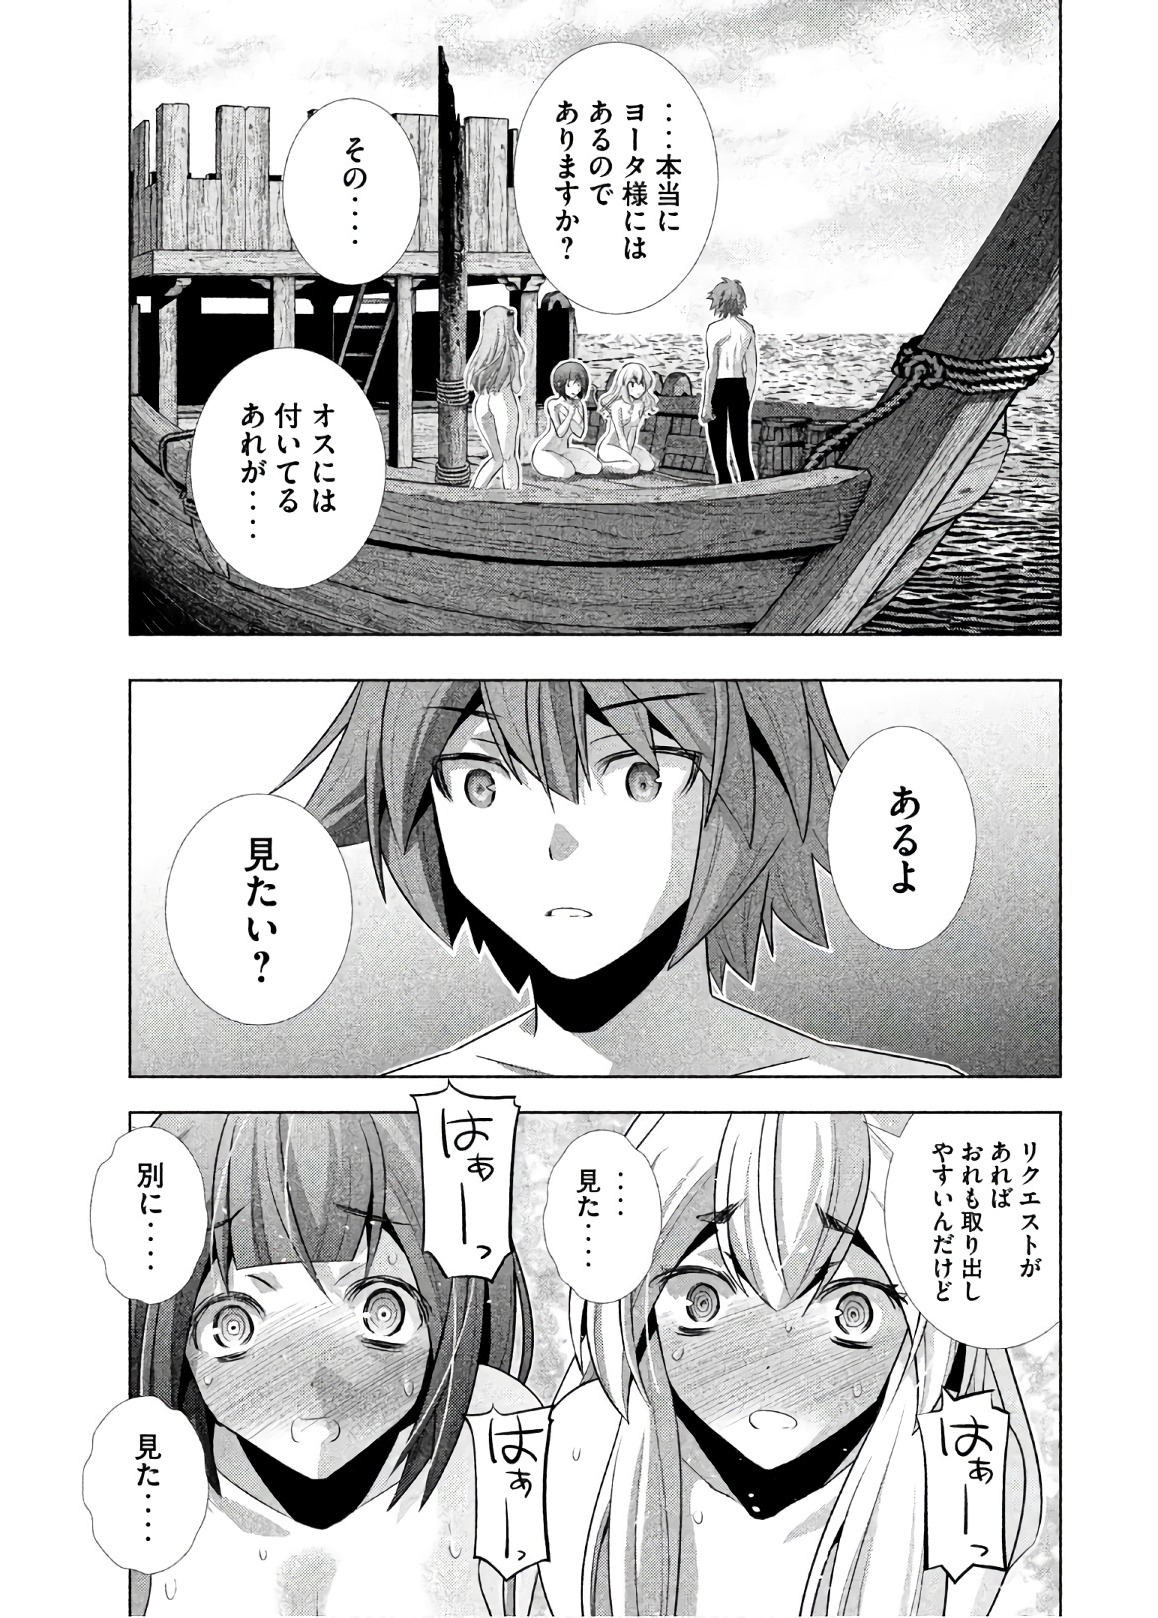 ‥‥本当に
ヨータ様には
あるので
ありますか？
その‥‥
オスには
付いてる
あれが‥‥
あるよ
見たい？
リクエストが
あれば
おれも取り出し
やすいんだけど
‥‥
見た‥‥
はぁーっ
別に‥‥
見た‥‥
はぁーっ
はぁーっ